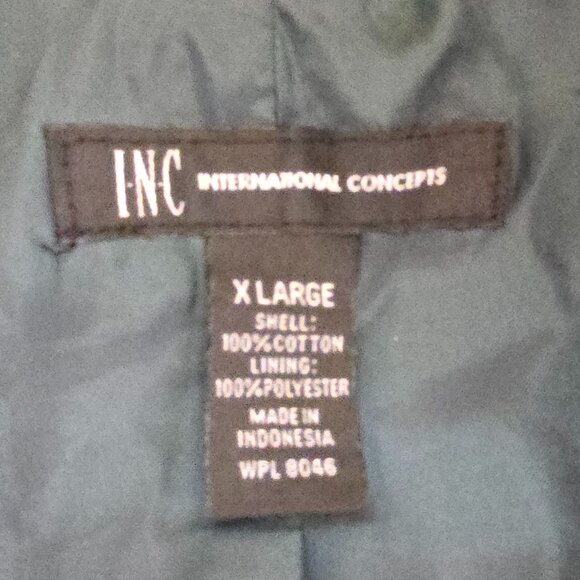 I·N·C INTERNATIONAL CONCEPTS
X LARGE
SHELL:
100% COTTON
LINING:
100% POLYESTER
MADE IN
INDONESIA
WPL 8046